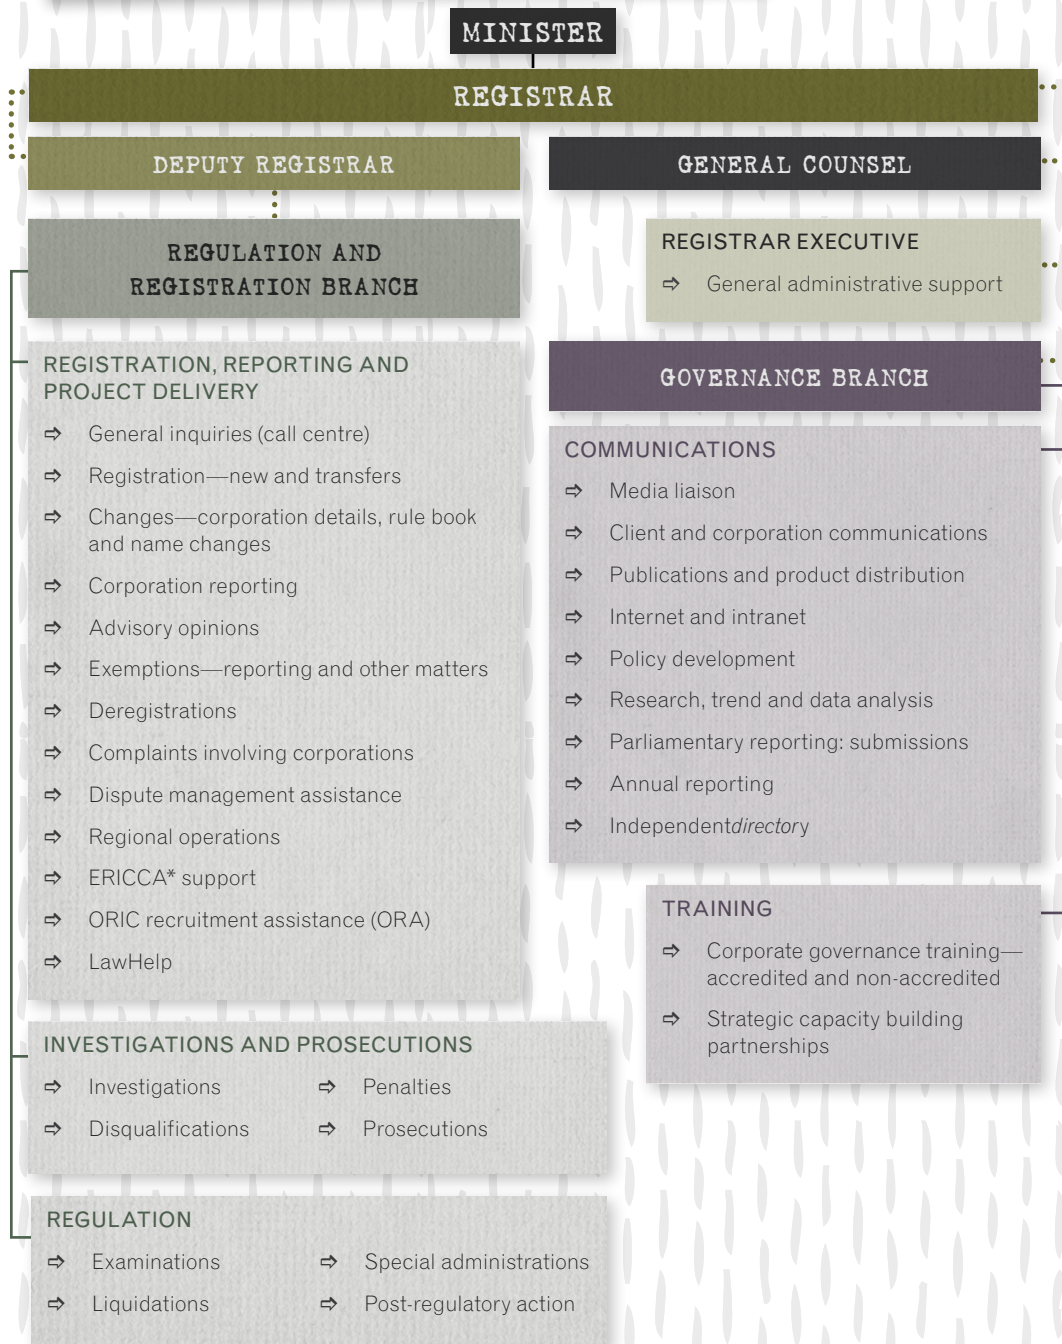 MINISTER
REGISTRAR
DEPUTY REGISTRAR
REGULATION AND
REGISTRATION BRANCH
REGISTRATION, REPORTING AND
PROJECT DELIVERY
⇨ General inquiries (call centre)
⇨ Registration—new and transfers
⇨ Changes—corporation details, rule book
and name changes
⇨ Corporation reporting
⇨ Advisory opinions
⇨ Exemptions—reporting and other matters
⇨ Deregistrations
⇨ Complaints involving corporations
⇨ Dispute management assistance
⇨ Regional operations
⇨ ERICCA* support
⇨ ORIC recruitment assistance (ORA)
⇨ LawHelp
INVESTIGATIONS AND PROSECUTIONS
⇨ Investigations
⇨ Disqualifications
⇨ Penalties
⇨ Prosecutions
REGULATION
⇨ Examinations
⇨ Liquidations
⇨ Special administrations
⇨ Post-regulatory action
GENERAL COUNSEL
REGISTRAR EXECUTIVE
⇨ General administrative support
GOVERNANCE BRANCH
COMMUNICATIONS
⇨ Media liaison
⇨ Client and corporation communications
⇨ Publications and product distribution
⇨ Internet and intranet
⇨ Policy development
⇨ Research, trend and data analysis
⇨ Parliamentary reporting: submissions
⇨ Annual reporting
⇨ Independentdirectory
TRAINING
⇨ Corporate governance training—
accredited and non-accredited
⇨ Strategic capacity building
partnerships